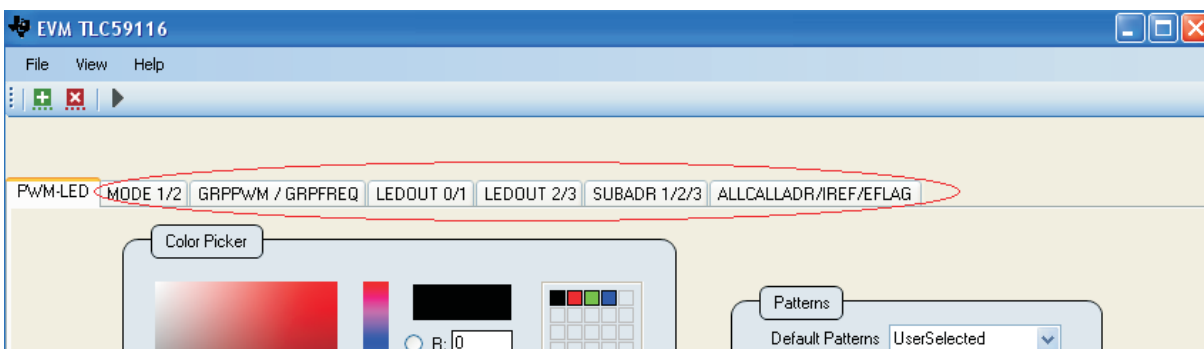 EVM TLC59116
File View Help
PWM-LED MODE 1/2 GRPPWM / GRPFREQ LEDOUT 0/1 LEDOUT 2/3 SUBADR 1/2/3 ALLCALLADR/IREF/EFLAG
Color Picker
Patterns
R: 0
Default Patterns UserSelected